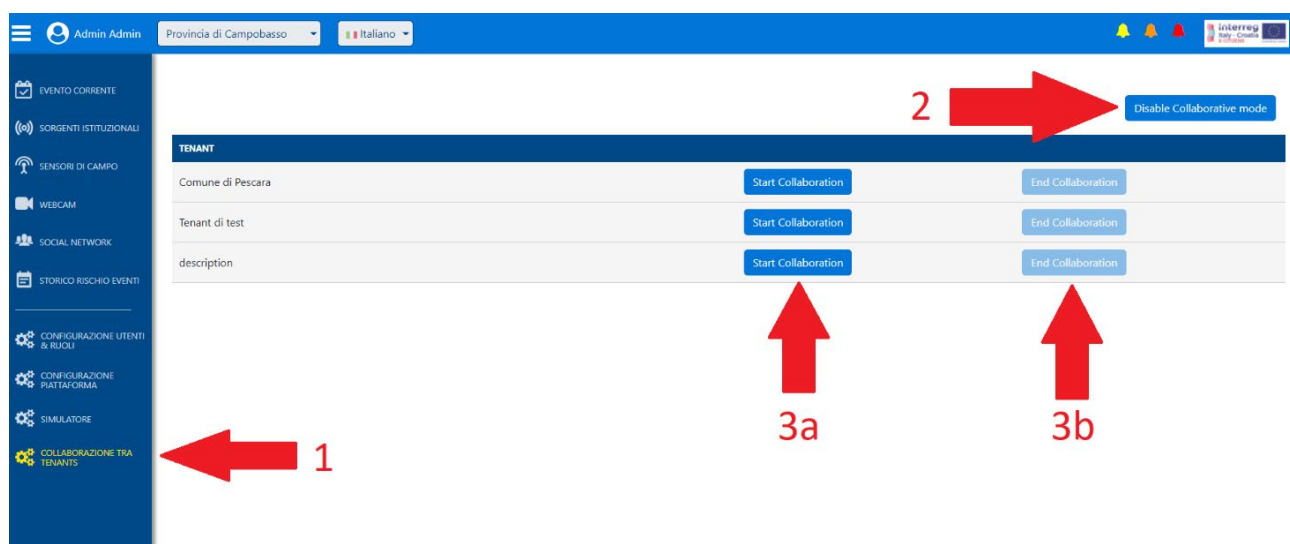 Admin Admin
Provincia di Campobasso
Italiano
interreg
Italy - Croatia
EVENTO CORRENTE
SORGENTI ISTITUZIONALI
SENSORI DI CAMPO
WEBCAM
SOCIAL NETWORK
STORICO RISCHIO EVENTI
CONFIGURAZIONE UTENTI
& RUOLI
CONFIGURAZIONE
PIATTAFORMA
SIMULATORE
COLLABORAZIONE TRA
TENANTS
1
2
Disable Collaborative mode
TENANT
Comune di Pescara Start Collaboration End Collaboration
Tenant di test Start Collaboration End Collaboration
description Start Collaboration End Collaboration
3a
3b